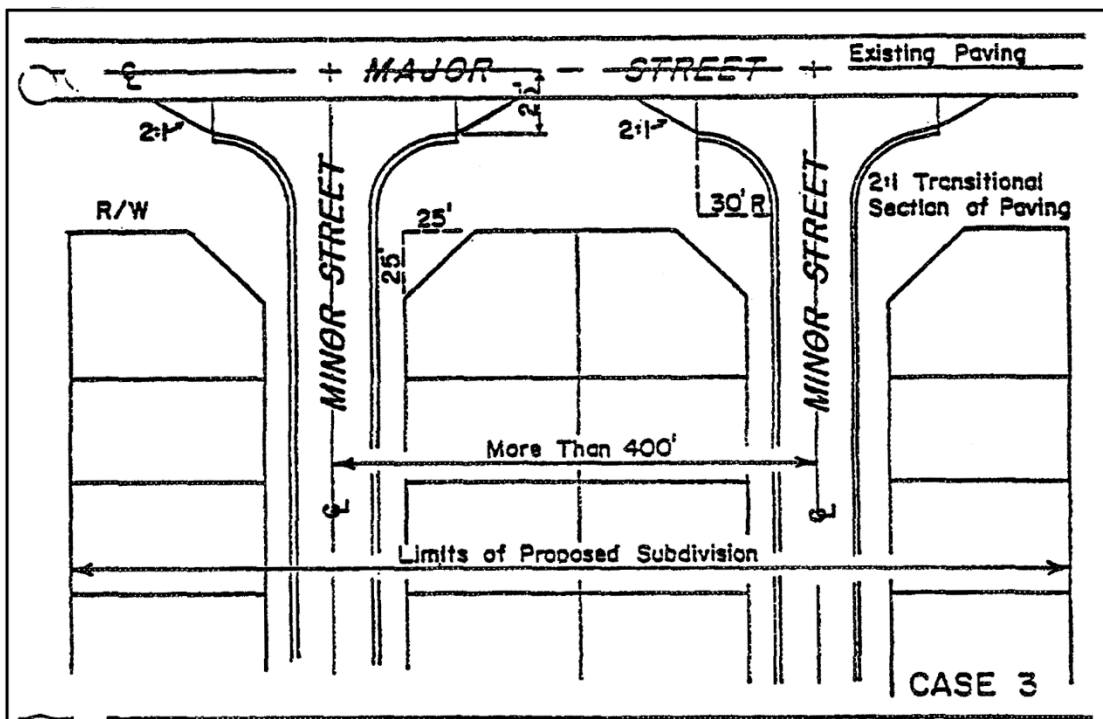 ℄ MAJOR STREET
Existing Paving
2:1
2:1
30' R
2:1 Transitional
Section of Paving
R/W
25'
25'
MINOR STREET
MINOR STREET
More Than 400'
℄
℄
Limits of Proposed Subdivision
CASE 3